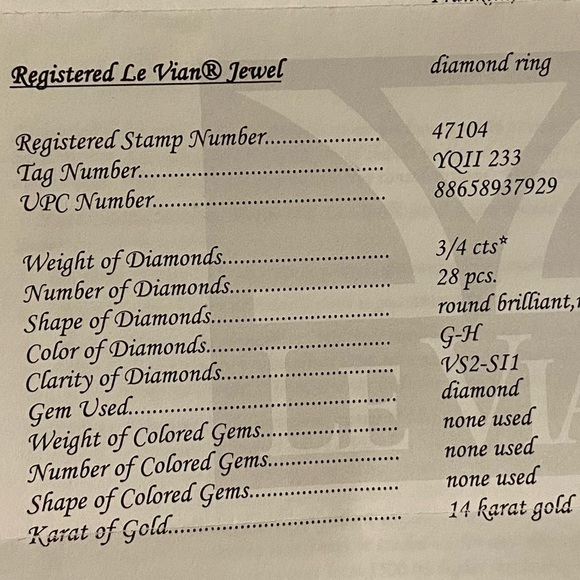 Registered Le Vian® Jewel diamond ring
Registered Stamp Number.................... 47104
Tag Number.......................................... YQII 233
UPC Number........................................ 88658937929
Weight of Diamonds............................. 3/4 cts*
Number of Diamonds........................... 28 pcs.
Shape of Diamonds............................... round brilliant,
Color of Diamonds................................ G-H
Clarity of Diamonds.............................. VS2-SI1
Gem Used.............................................. diamond
Weight of Colored Gems........................ none used
Number of Colored Gems...................... none used
Shape of Colored Gems.......................... none used
Karat of Gold........................................ 14 karat gold
LE VIA